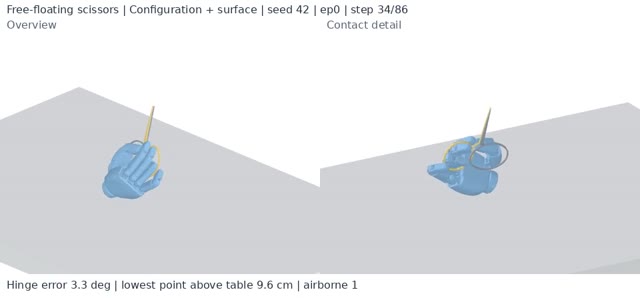 Free-floating scissors | Configuration + surface | seed 42 | ep0 | step 34/86
Overview
Contact detail
Hinge error 3.3 deg | lowest point above table 9.6 cm | airborne 1